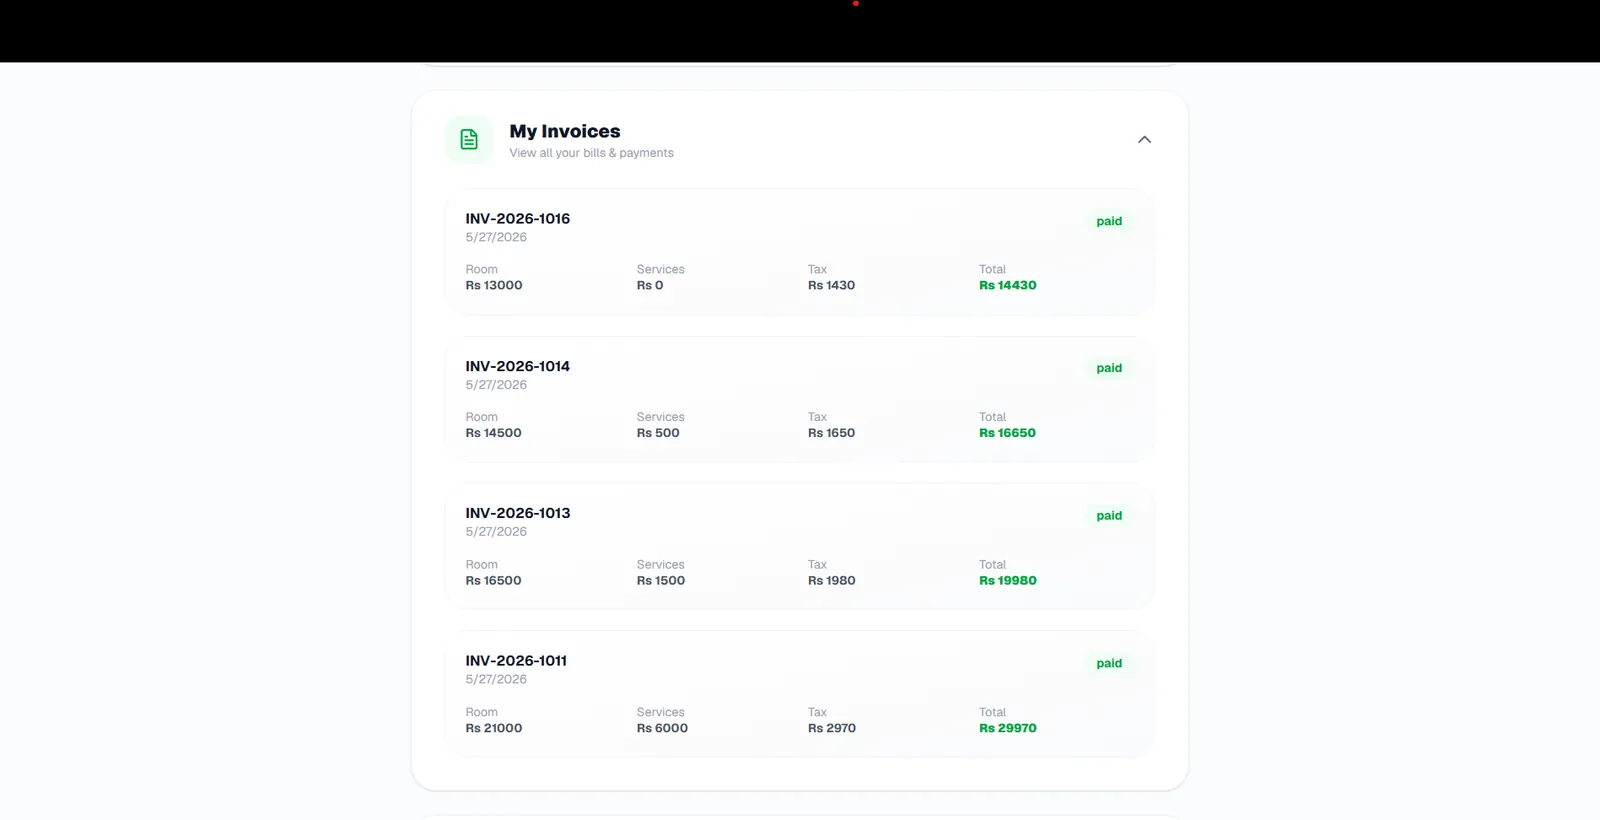 My Invoices
View all your bills & payments
INV-2026-1016
paid
5/27/2026
Room Services Tax Total
Rs 13000 Rs 0 Rs 1430 Rs 14430
INV-2026-1014
paid
5/27/2026
Room Services Tax Total
Rs 14500 Rs 500 Rs 1650 Rs 16650
INV-2026-1013
paid
5/27/2026
Room Services Tax Total
Rs 16500 Rs 1500 Rs 1980 Rs 19980
INV-2026-1011
paid
5/27/2026
Room Services Tax Total
Rs 21000 Rs 6000 Rs 2970 Rs 29970